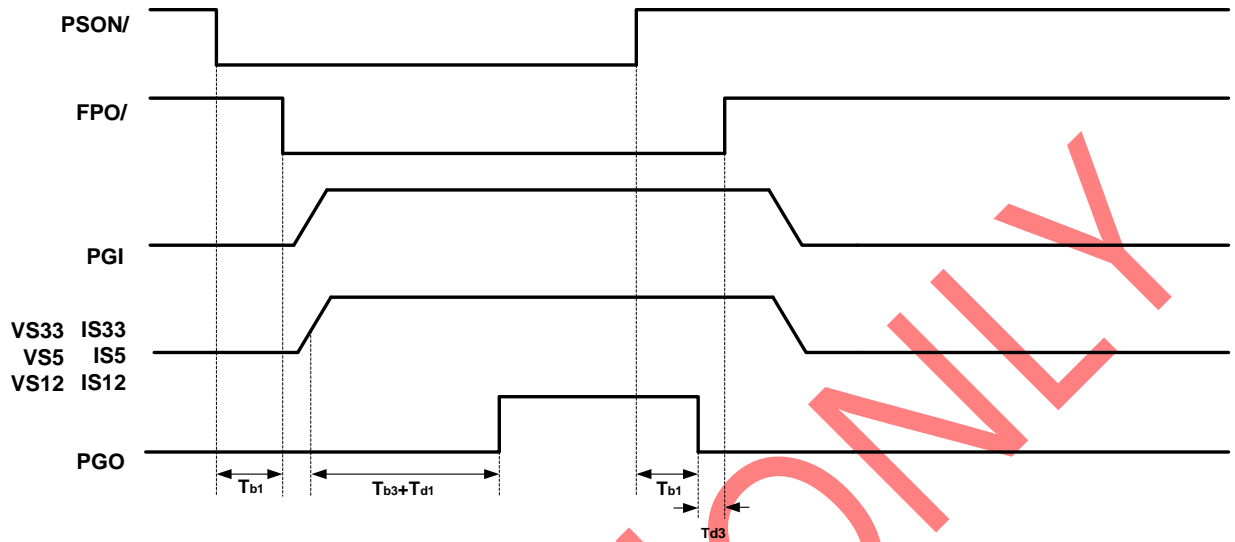 PSON/
FPO/
PGI
VS33 IS33
VS5 IS5
VS12 IS12
PGO
Tb1
Tb3+Td1
Tb1
Td3
ONLY